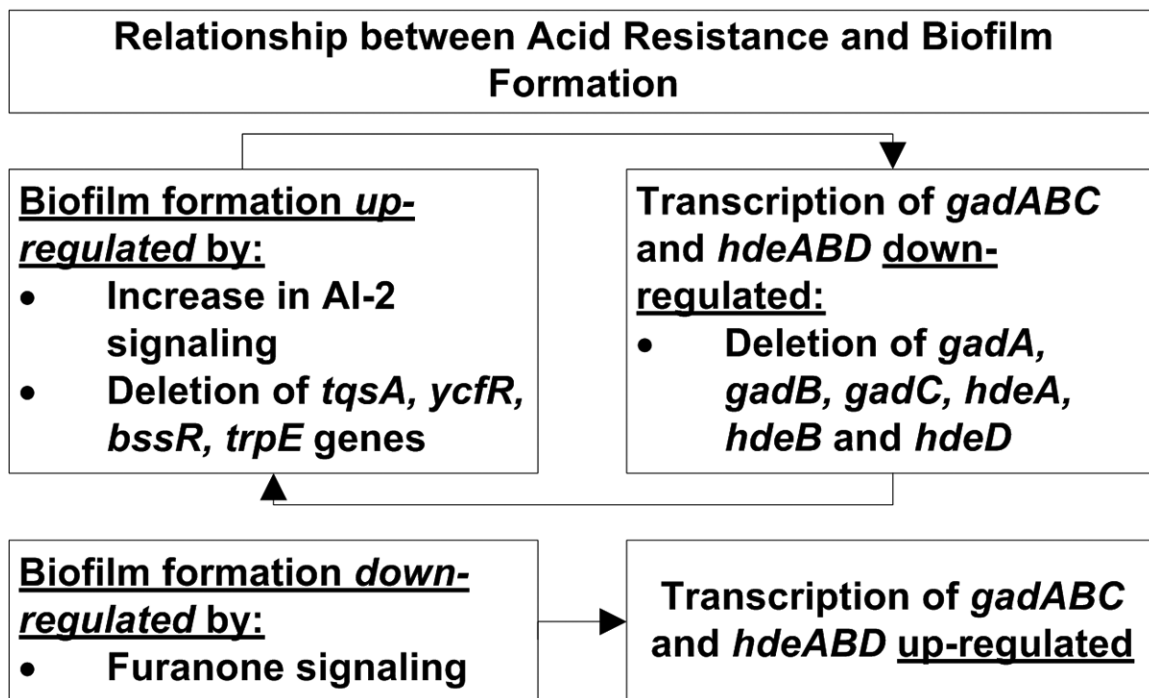 Relationship between Acid Resistance and Biofilm
Formation
Biofilm formation up-
regulated by:
• Increase in AI-2
signaling
• Deletion of tqsA, ycfR,
bssR, trpE genes
Transcription of gadABC
and hdeABD down-
regulated:
• Deletion of gadA,
gadB, gadC, hdeA,
hdeB and hdeD
Biofilm formation down-
regulated by:
• Furanone signaling
Transcription of gadABC
and hdeABD up-regulated